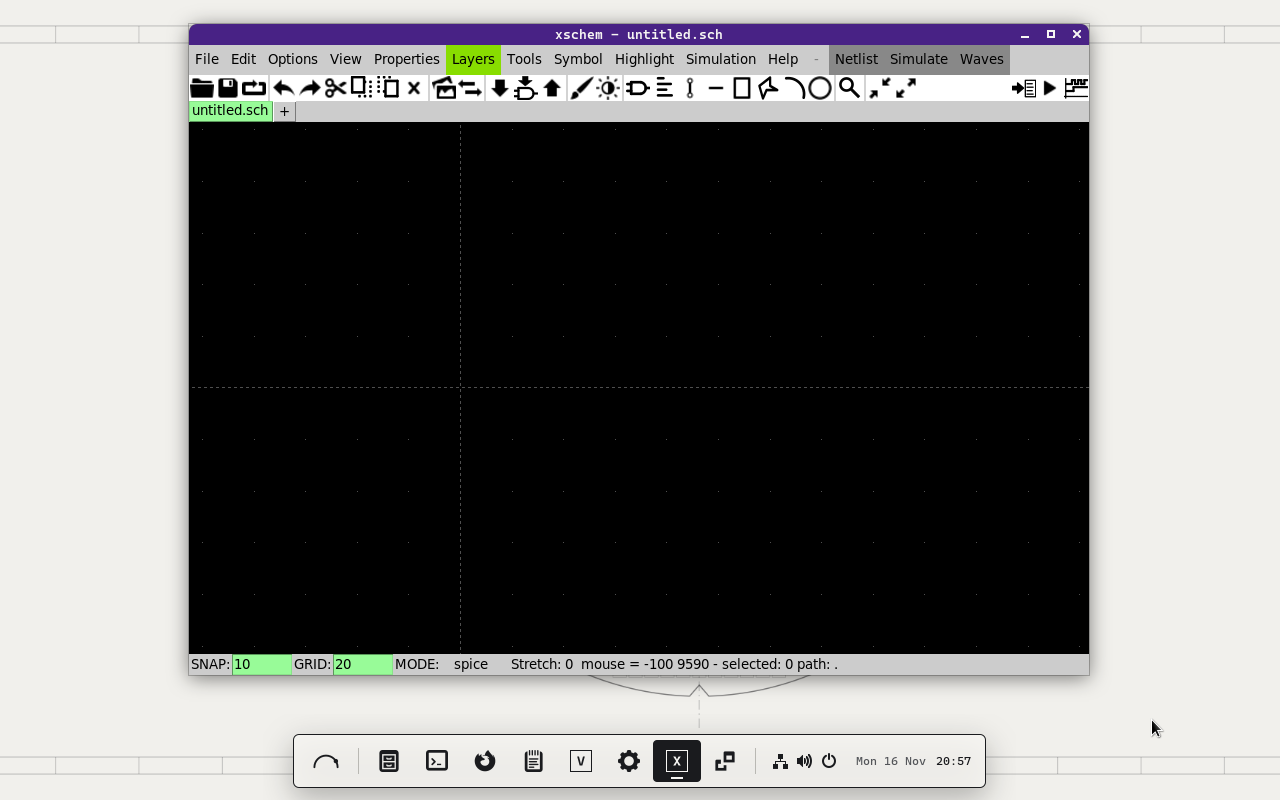 xschem – untitled.sch
File Edit Options View Properties Layers Tools Symbol Highlight Simulation Help - Netlist Simulate Waves
untitled.sch +
SNAP: 10 GRID: 20 MODE: spice Stretch: 0 mouse = -100 9590 - selected: 0 path: .
V X Mon 16 Nov 20:57